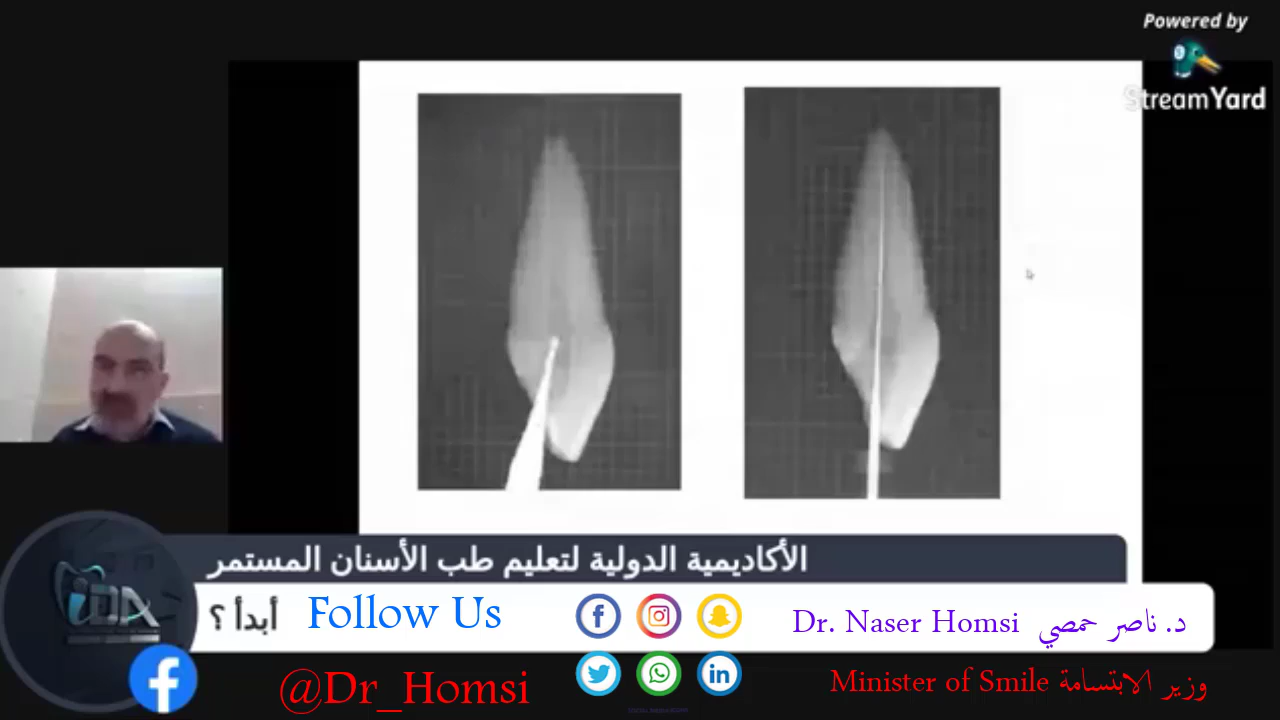 Powered by
StreamYard
الأكاديمية الدولية لتعليم طب الأسنان المستمر
أبدأ ؟
Follow Us
Dr. Naser Homsi د. ناصر حمصي
iDA
@Dr_Homsi
Minister of Smile وزير الابتسامة